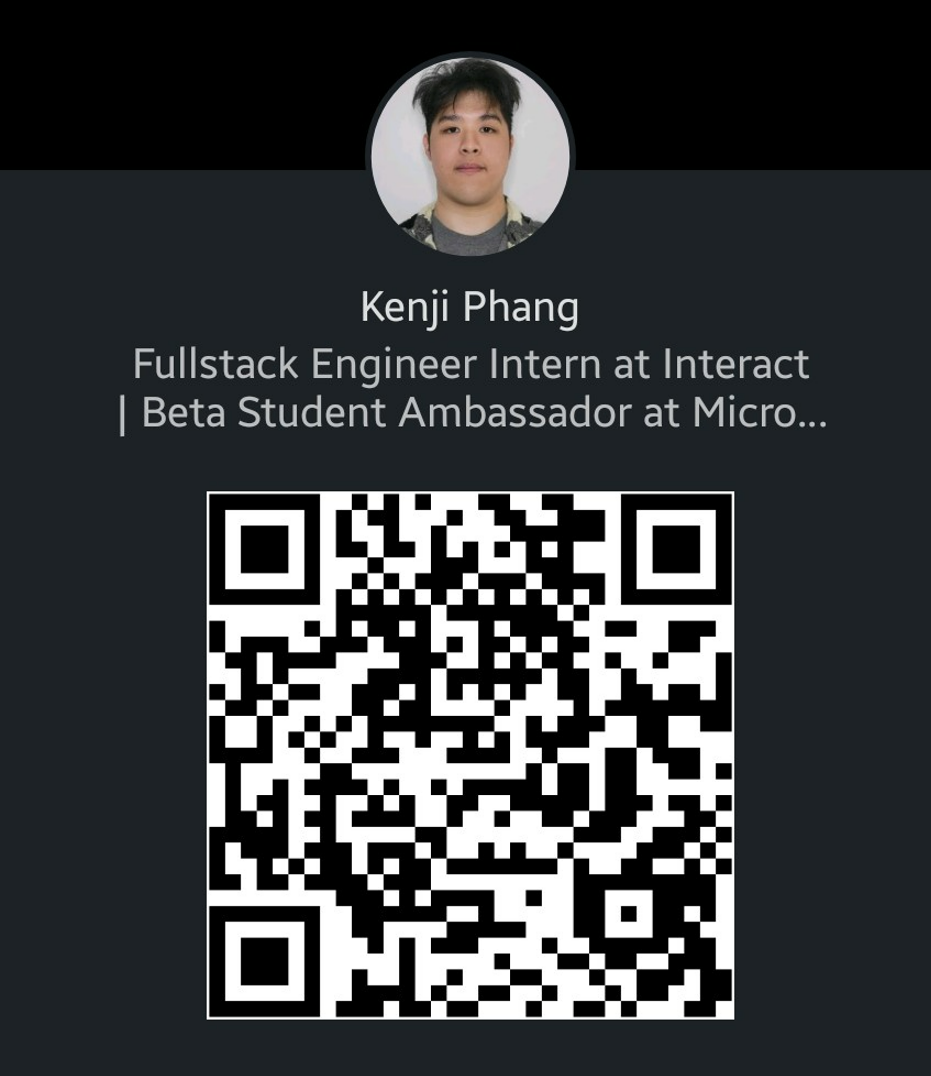 Kenji Phang
Fullstack Engineer Intern at Interact
| Beta Student Ambassador at Micro...